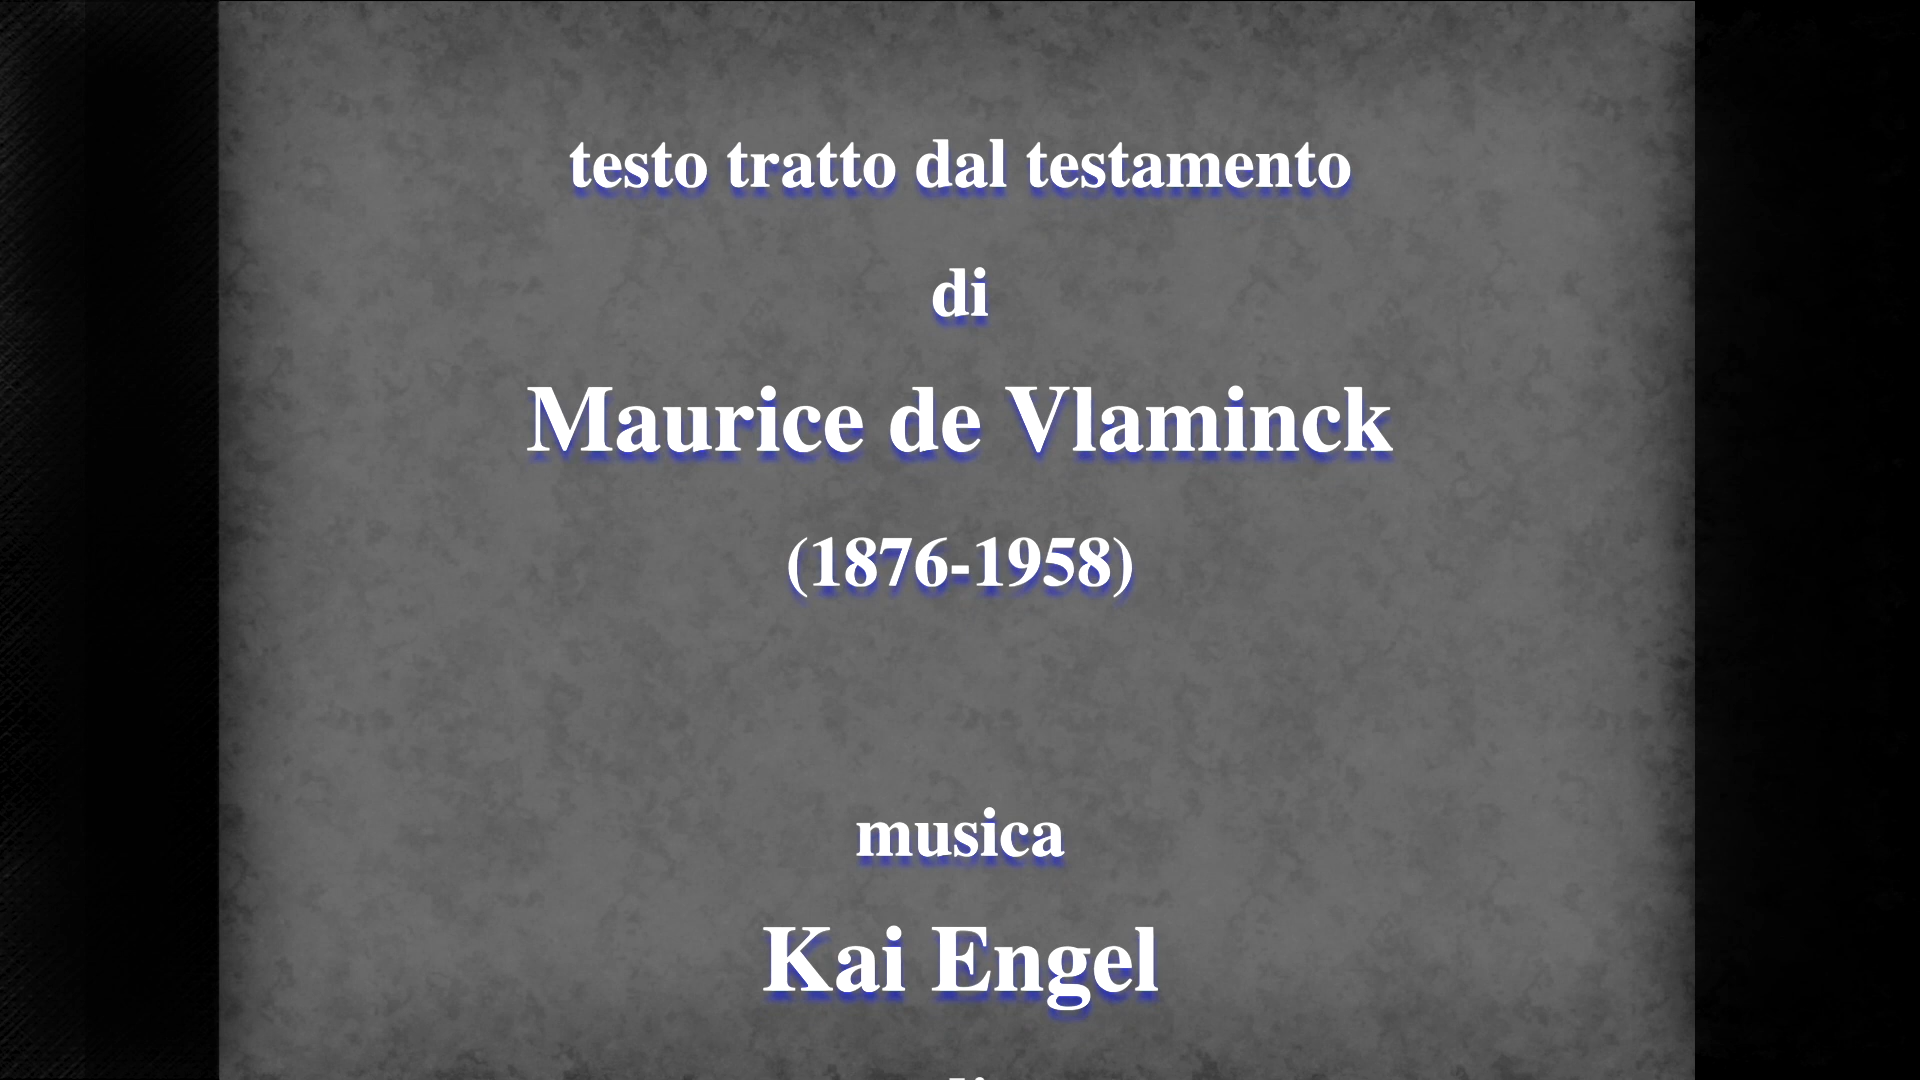 testo tratto dal testamento
di
Maurice de Vlaminck
(1876-1958)
musica
Kai Engel